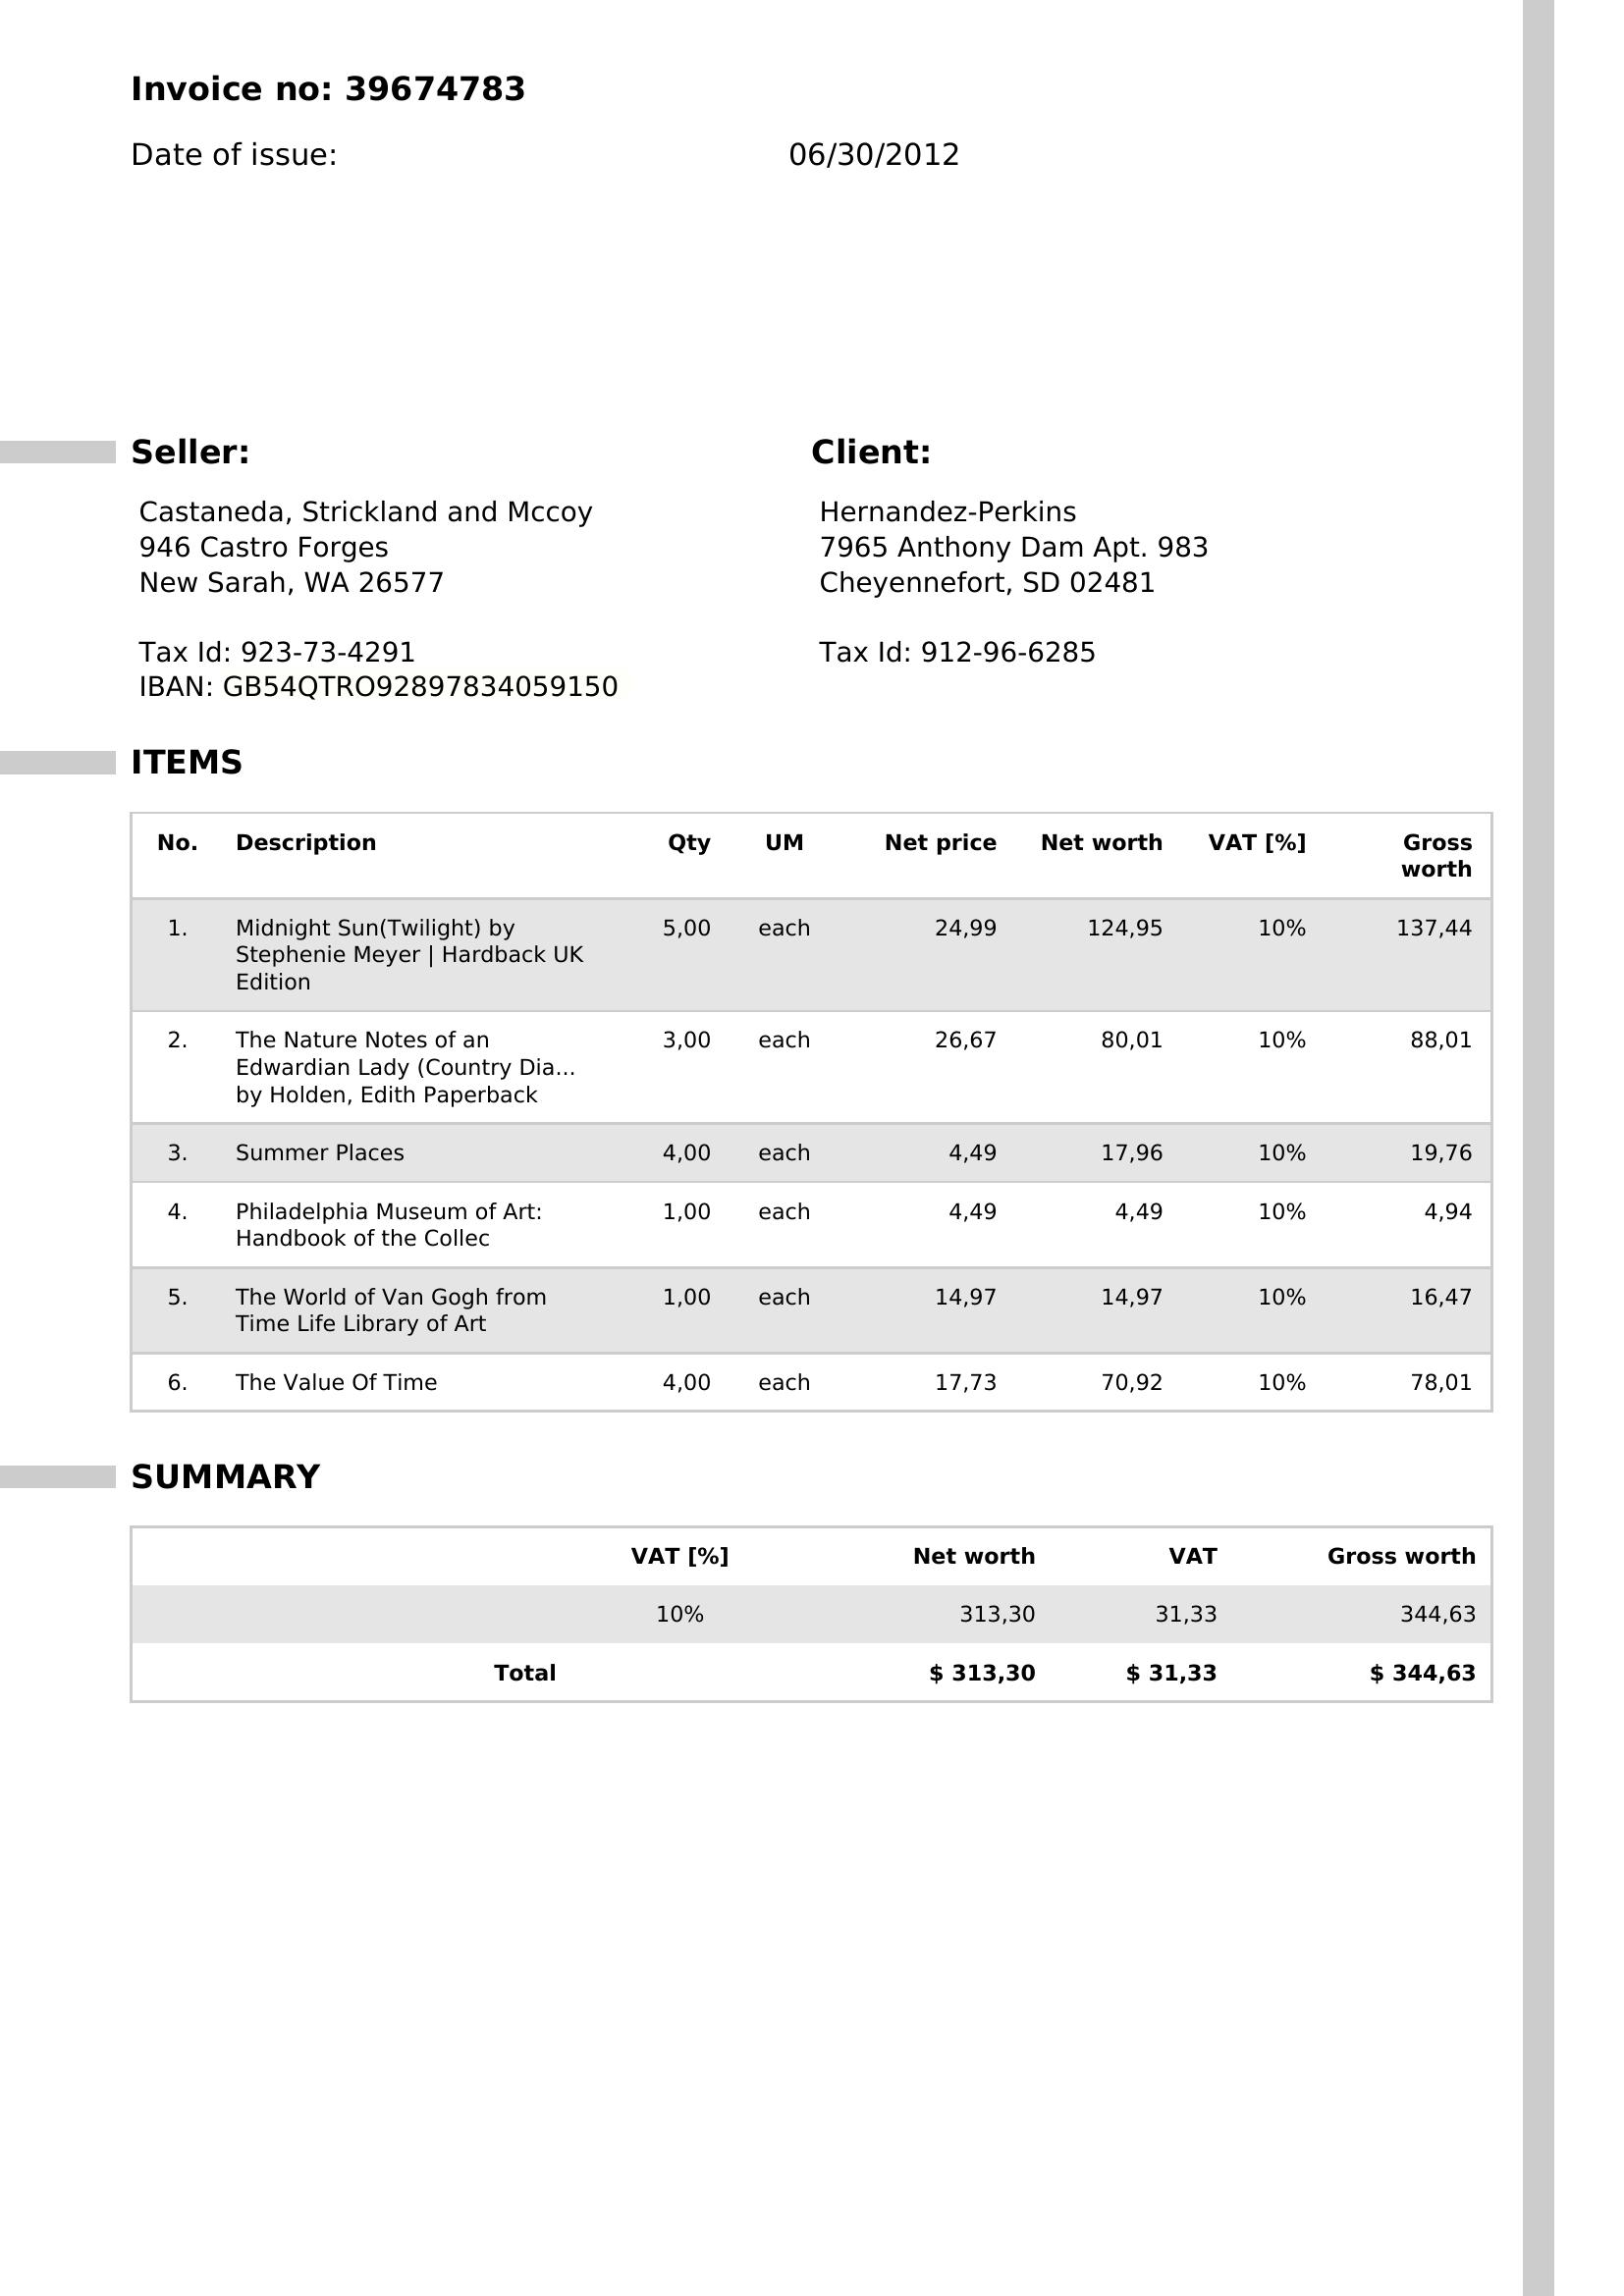 Invoice no: 39674783
Date of issue: 06/30/2012
Seller: Client:
Castaneda, Strickland and Mccoy Hernandez-Perkins
946 Castro Forges 7965 Anthony Dam Apt. 983
New Sarah, WA 26577 Cheyennefort, SD 02481
Tax Id: 923-73-4291 Tax Id: 912-96-6285
IBAN: GB54QTRO92897834059150
ITEMS
No. Description Qty UM Net price Net worth VAT [%] Gross
worth
1. Midnight Sun(Twilight) by 5,00 each 24,99 124,95 10% 137,44
Stephenie Meyer | Hardback UK
Edition
2. The Nature Notes of an 3,00 each 26,67 80,01 10% 88,01
Edwardian Lady (Country Dia...
by Holden, Edith Paperback
3. Summer Places 4,00 each 4,49 17,96 10% 19,76
4. Philadelphia Museum of Art: 1,00 each 4,49 4,49 10% 4,94
Handbook of the Collec
5. The World of Van Gogh from 1,00 each 14,97 14,97 10% 16,47
Time Life Library of Art
6. The Value Of Time 4,00 each 17,73 70,92 10% 78,01
SUMMARY
VAT [%] Net worth VAT Gross worth
10% 313,30 31,33 344,63
Total $ 313,30 $ 31,33 $ 344,63